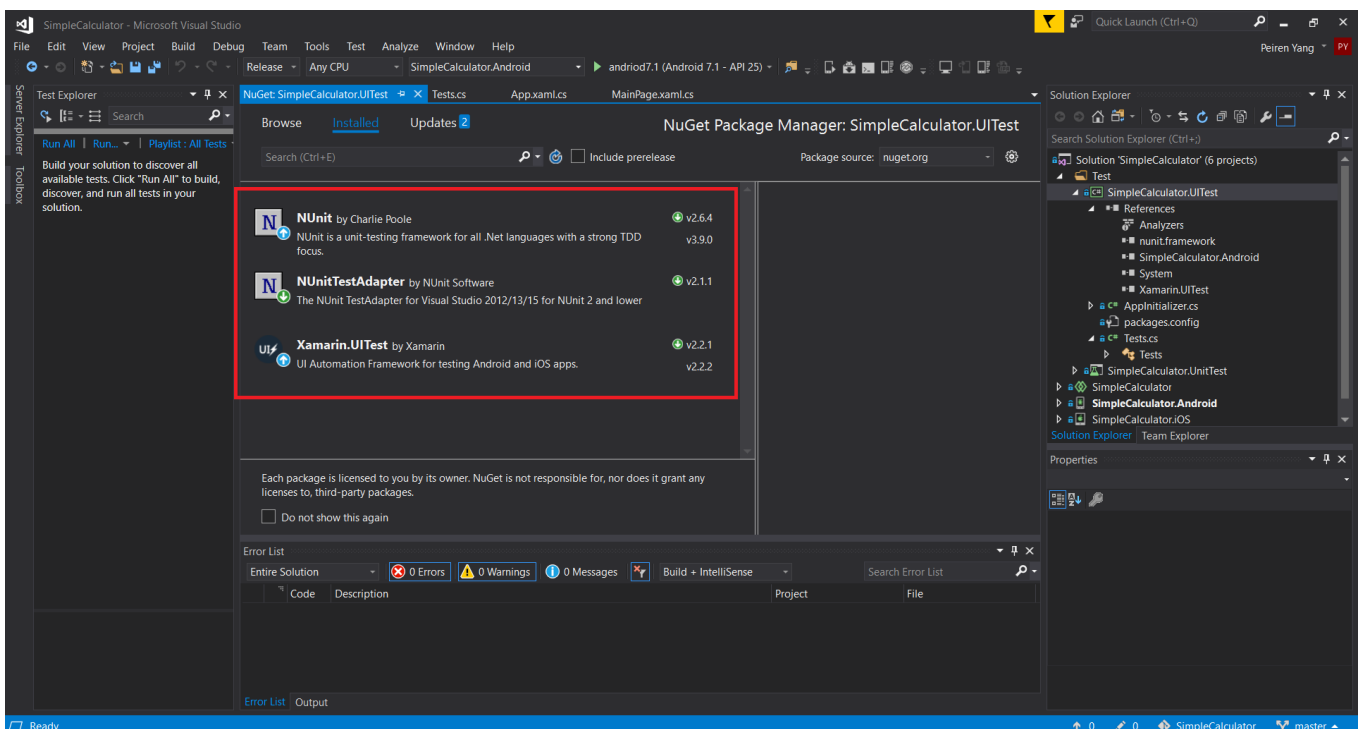 SimpleCalculator - Microsoft Visual Studio
Quick Launch (Ctrl+Q)
File Edit View Project Build Debug Team Tools Test Analyze Window Help
Peiren Yang PY
Release Any CPU SimpleCalculator.Android andriod7.1 (Android 7.1 - API 25)
Server Explorer
Toolbox
Test Explorer
Search
Run All | Run... | Playlist : All Tests
Build your solution to discover all
available tests. Click "Run All" to build,
discover, and run all tests in your
solution.
NuGet: SimpleCalculator.UITest Tests.cs App.xaml.cs MainPage.xaml.cs
Browse Installed Updates 2
NuGet Package Manager: SimpleCalculator.UITest
Search (Ctrl+E)
Include prerelease
Package source: nuget.org
N NUnit by Charlie Poole v2.6.4
NUnit is a unit-testing framework for all .Net languages with a strong TDD v3.9.0
focus.
N NUnitTestAdapter by NUnit Software v2.1.1
The NUnit TestAdapter for Visual Studio 2012/13/15 for NUnit 2 and lower
UI Xamarin.UITest by Xamarin v2.2.1
UI Automation Framework for testing Android and iOS apps. v2.2.2
Each package is licensed to you by its owner. NuGet is not responsible for, nor does it grant any
licenses to, third-party packages.
Do not show this again
Error List
Entire Solution 0 Errors 0 Warnings 0 Messages Build + IntelliSense Search Error List
Code Description Project File
Error List Output
Solution Explorer
Search Solution Explorer (Ctrl+;)
Solution 'SimpleCalculator' (6 projects)
Test
C# SimpleCalculator.UITest
References
Analyzers
nunit.framework
SimpleCalculator.Android
System
Xamarin.UITest
C# AppInitializer.cs
packages.config
C# Tests.cs
Tests
SimpleCalculator.UnitTest
SimpleCalculator
SimpleCalculator.Android
SimpleCalculator.iOS
Solution Explorer Team Explorer
Properties
Ready
0 0 SimpleCalculator master